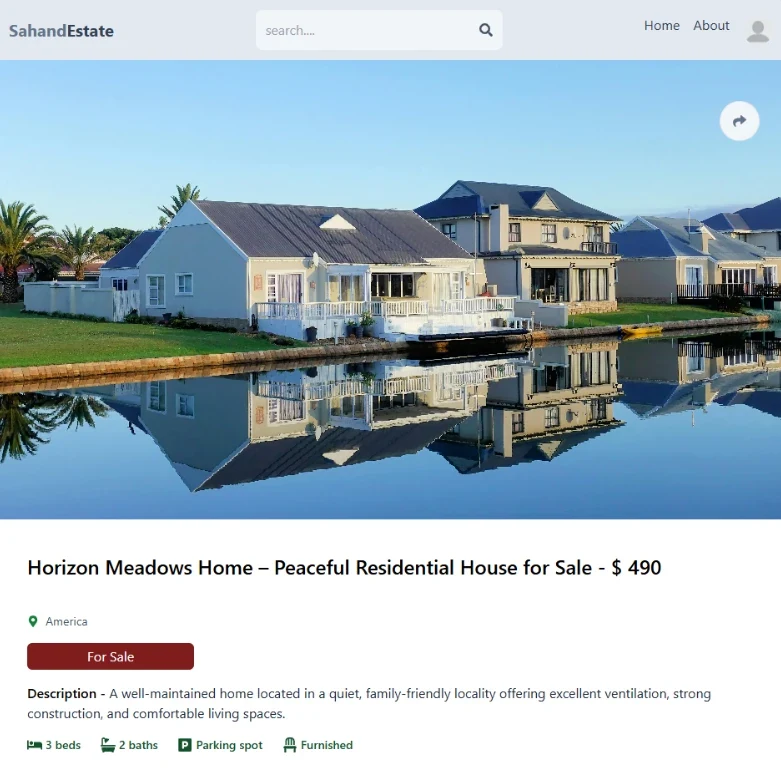 SahandEstate
search....
Home About
Horizon Meadows Home – Peaceful Residential House for Sale - $ 490
America
For Sale
Description - A well-maintained home located in a quiet, family-friendly locality offering excellent ventilation, strong
construction, and comfortable living spaces.
3 beds 2 baths P Parking spot Furnished